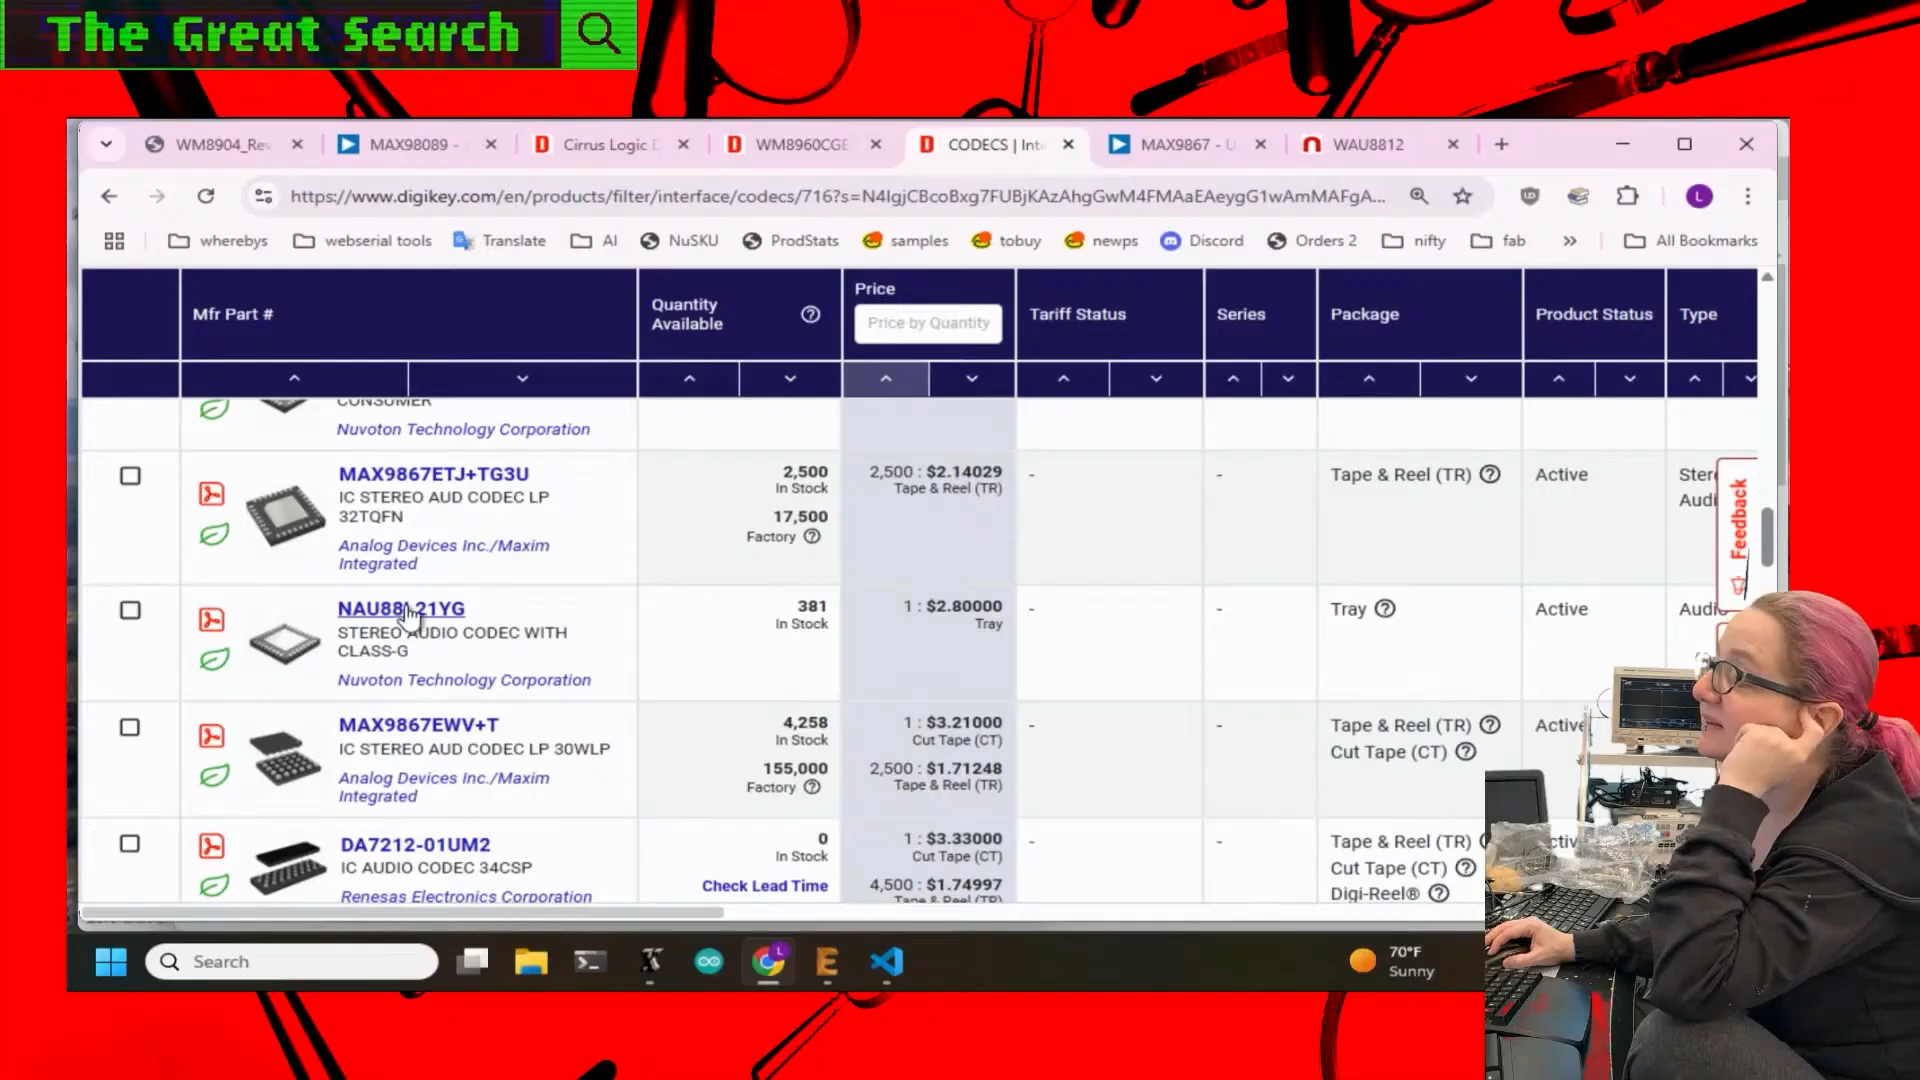 The Great Search
WM8904_Rev
MAX98089 -
Cirrus Logic D
WM8960CGE
CODECS | Int
MAX9867 - U
WAU8812
https://www.digikey.com/en/products/filter/interface/codecs/716?s=N4IgjCBcoBxg7FUBjKAzAhgGwM4FMAaEAeygG1wAmMAFgA...
L
wherebys
webserial tools
Translate
AI
NuSKU
ProdStats
samples
tobuy
newps
Discord
Orders 2
nifty
fab
All Bookmarks
Mfr Part #
Quantity
Available
Price
Price by Quantity
Tariff Status
Series
Package
Product Status
Type
CONSUMER
Nuvoton Technology Corporation
MAX9867ETJ+TG3U
IC STEREO AUD CODEC LP
32TQFN
Analog Devices Inc./Maxim
Integrated
2,500
In Stock
17,500
Factory
2,500 : $2.14029
Tape & Reel (TR)
-
-
Tape & Reel (TR)
Active
Stere
Audi
STEREO AUDIO CODEC WITH
CLASS-G
Nuvoton Technology Corporation
381
In Stock
1 : $2.80000
Tray
-
-
Tray
Active
Audio
MAX9867EWV+T
IC STEREO AUD CODEC LP 30WLP
Analog Devices Inc./Maxim
Integrated
4,258
In Stock
155,000
Factory
1 : $3.21000
Cut Tape (CT)
2,500 : $1.71248
Tape & Reel (TR)
-
-
Tape & Reel (TR)
Cut Tape (CT)
Active
DA7212-01UM2
IC AUDIO CODEC 34CSP
Renesas Electronics Corporation
0
In Stock
Check Lead Time
1 : $3.33000
Cut Tape (CT)
4,500 : $1.74997
Tape & Reel (TR)
-
-
Tape & Reel (TR)
Cut Tape (CT)
Digi-Reel®
Feedback
Search
70°F
Sunny